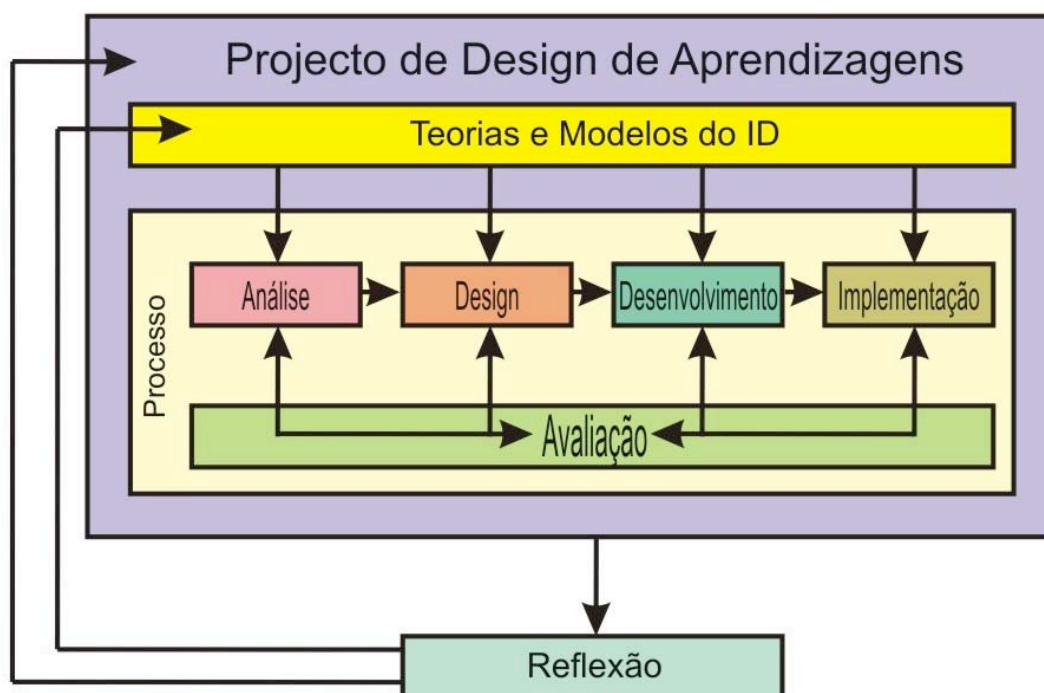 Projecto de Design de Aprendizagens
Teorias e Modelos do ID
Processo
Análise
Design
Desenvolvimento
Implementação
Avaliação
Reflexão